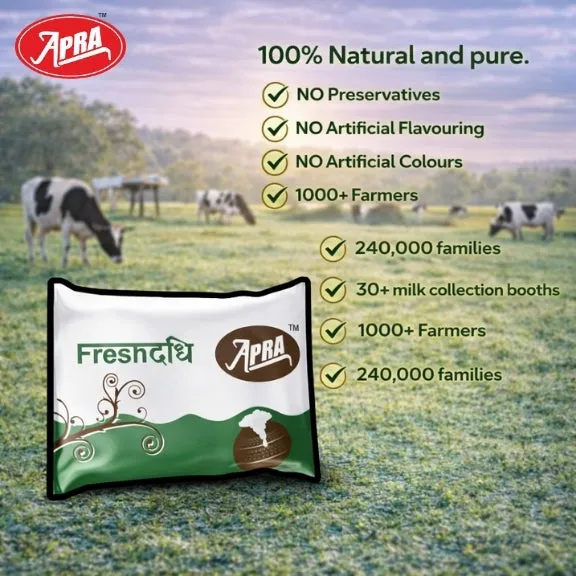 APRA
TM
100% Natural and pure.
NO Preservatives
NO Artificial Flavouring
NO Artificial Colours
1000+ Farmers
240,000 families
30+ milk collection booths
1000+ Farmers
240,000 families
Freshदधि
APRA
TM